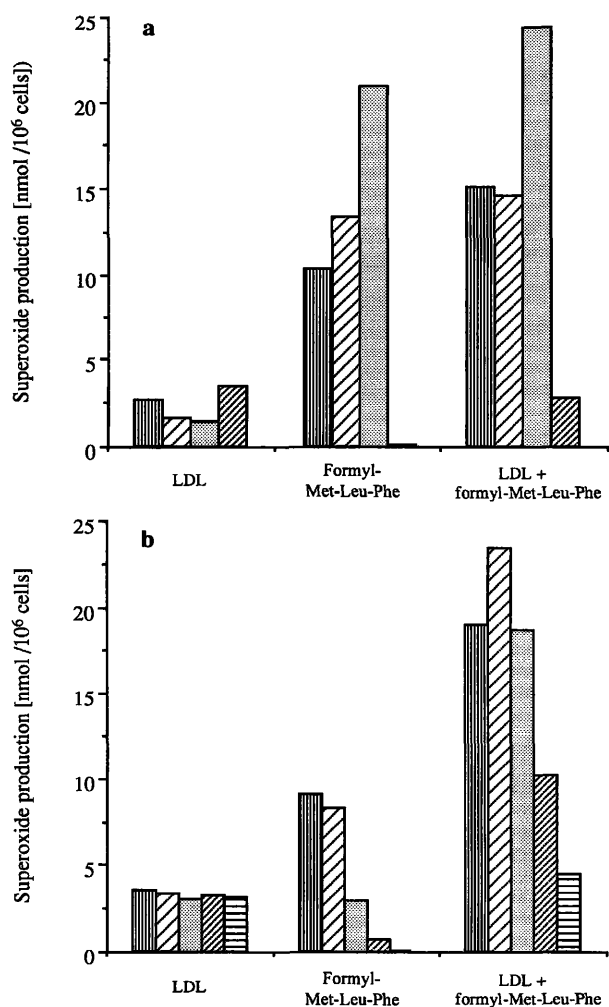 a
Superoxide production [nmol /10⁶ cells])
25
20
15
10
5
0
LDL
Formyl-
Met-Leu-Phe
LDL +
formyl-Met-Leu-Phe
b
Superoxide production [nmol /10⁶ cells]
25
20
15
10
5
0
LDL
Formyl-
Met-Leu-Phe
LDL +
formyl-Met-Leu-Phe